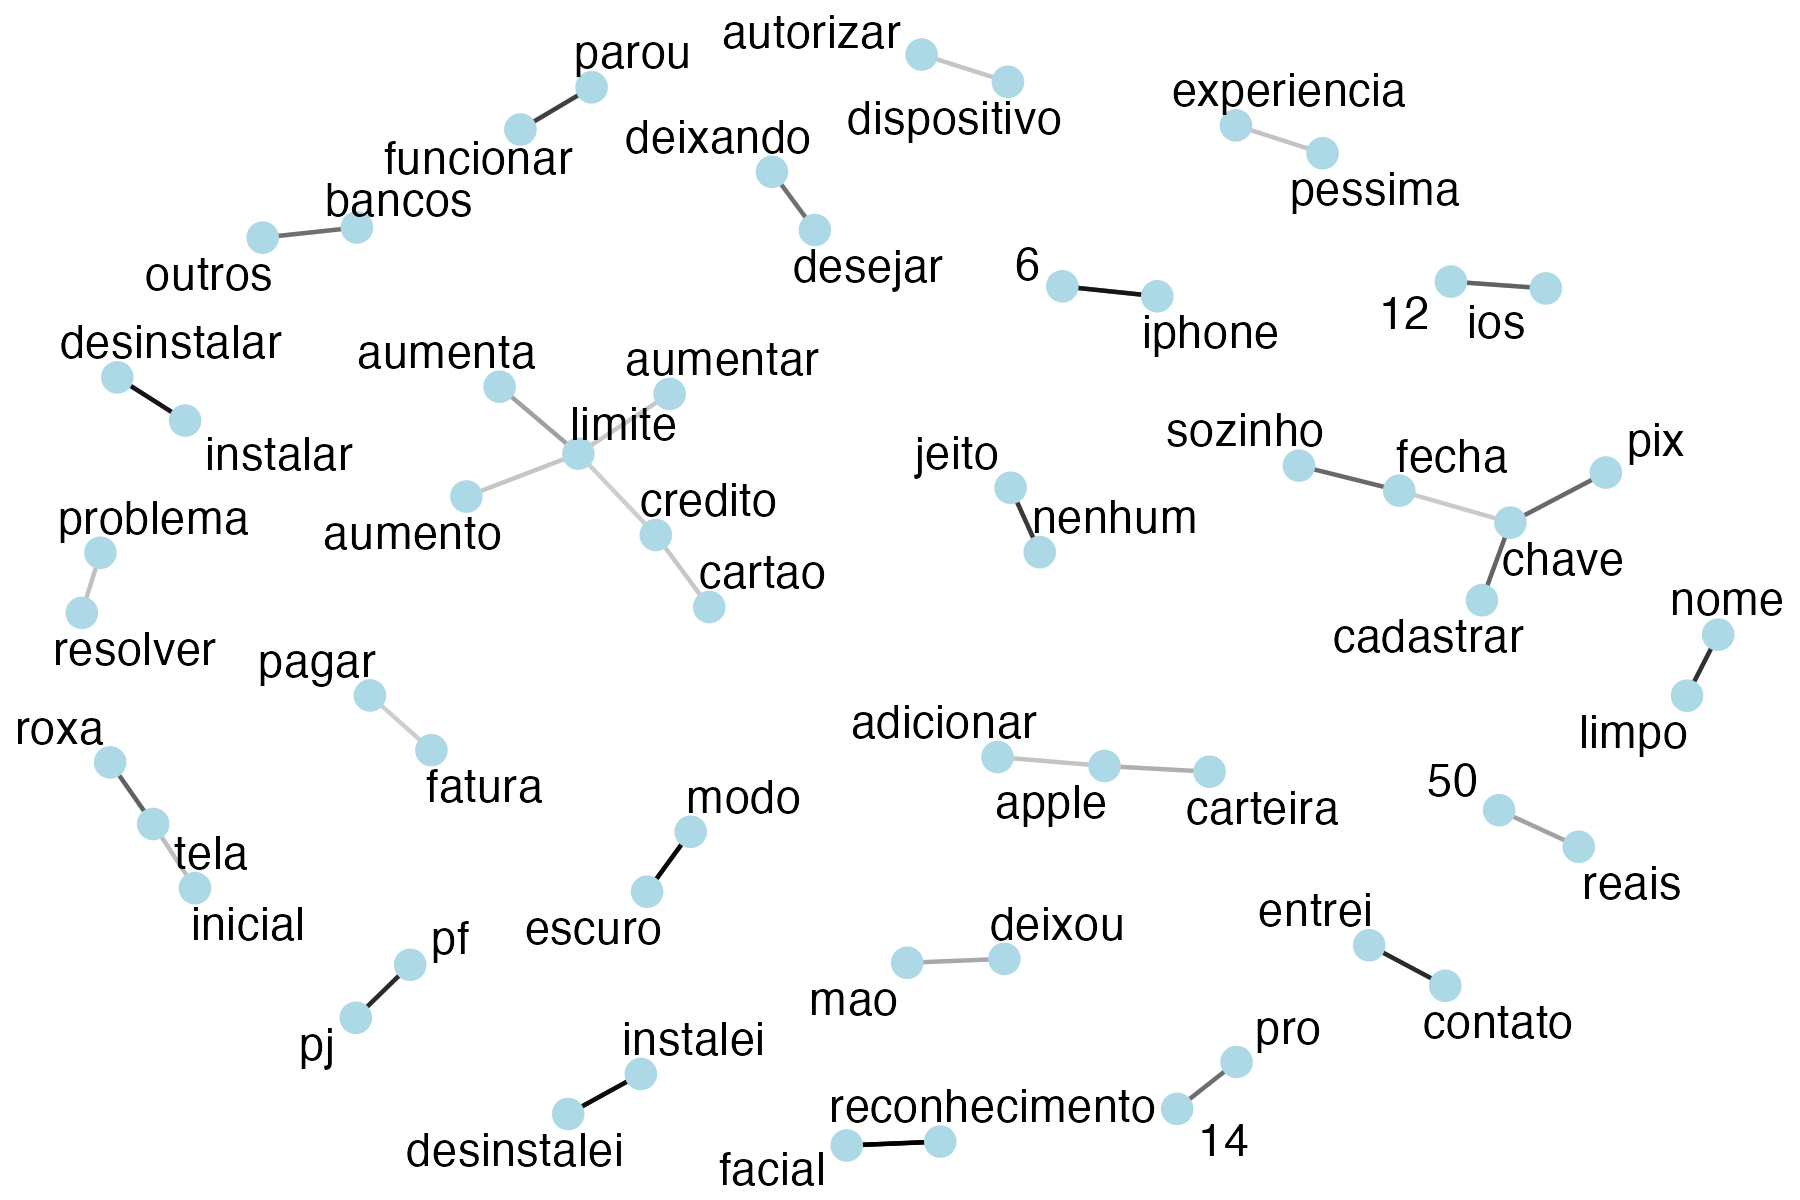 autorizar
parou
experiencia
dispositivo
deixando
funcionar
pessima
bancos
6
desejar
outros
12
ios
iphone
desinstalar
aumenta
aumentar
limite
sozinho
pix
instalar
jeito
fecha
credito
problema
nenhum
aumento
chave
cartao
nome
cadastrar
resolver
pagar
adicionar
roxa
limpo
50
fatura
modo
apple
carteira
tela
reais
entrei
inicial
escuro
deixou
pf
mao
contato
pro
instalei
pj
reconhecimento
14
desinstalei
facial